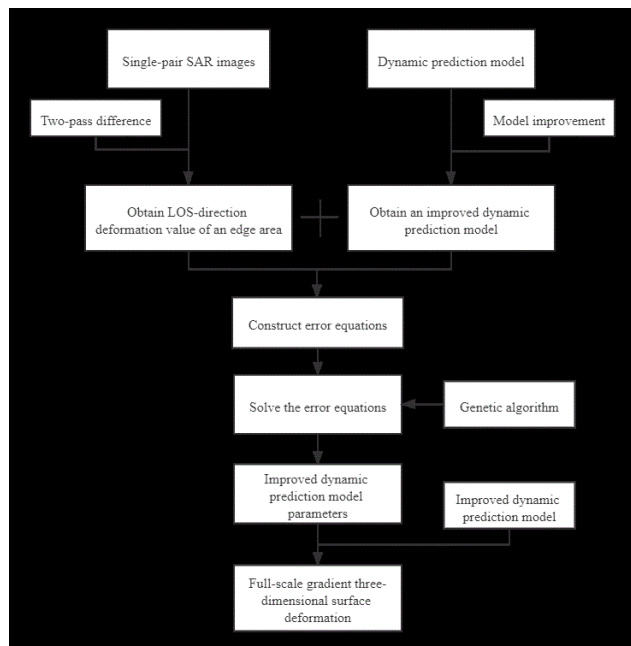 Single-pair SAR images
Dynamic prediction model
Two-pass difference
Model improvement
Obtain LOS-direction
deformation value of an edge area
Obtain an improved dynamic
prediction model
Construct error equations
Solve the error equations
Genetic algorithm
Improved dynamic
prediction model
parameters
Improved dynamic
prediction model
Full-scale gradient three-
dimensional surface
deformation